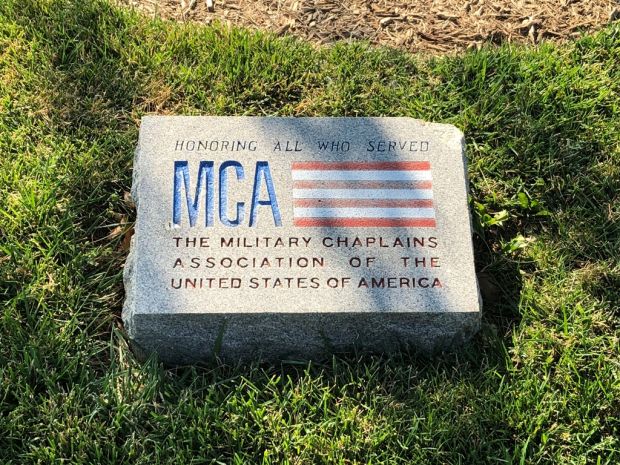 HONORING ALL WHO SERVED
MCA
THE MILITARY CHAPLAINS
ASSOCIATION OF THE
UNITED STATES OF AMERICA